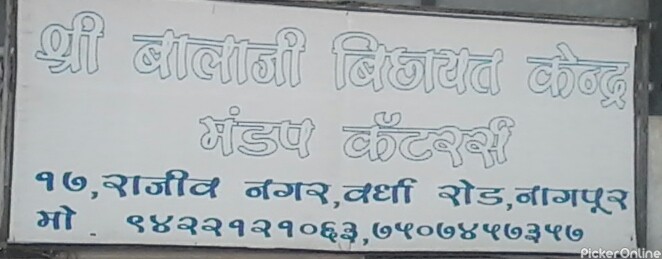 श्री बालाजी बिछायत केन्द्र
मंडप कॅटरर्स
१७,राजीव नगर,वर्धा रोड,नागपूर
मो . ९४२२१२१०६३,७५०७४५७३५७
PickerOnline